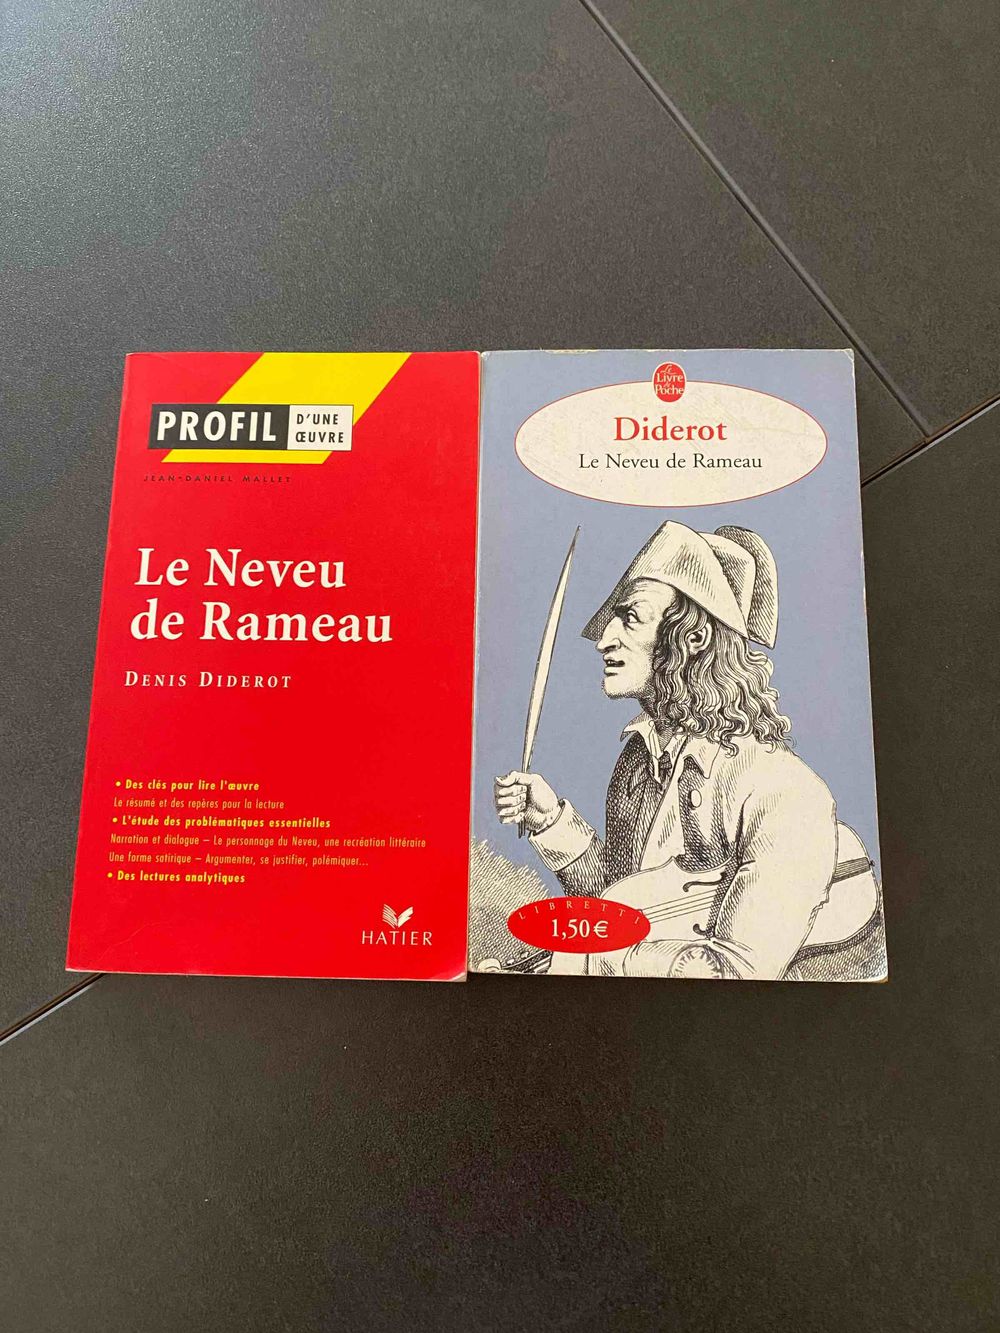 PROFIL
D'UNE
ŒUVRE
JEAN-DANIEL MALLET
Le Neveu
de Rameau
DENIS DIDEROT
• Des clés pour lire l'œuvre
Le résumé et des repères pour la lecture
• L'étude des problématiques essentielles
Narration et dialogue – Le personnage du Neveu, une recréation littéraire
Une forme satirique – Argumenter, se justifier, polémiquer...
• Des lectures analytiques
HATIER
Le
Livre
de
Poche
Diderot
Le Neveu de Rameau
LIBRETTI
1,50€